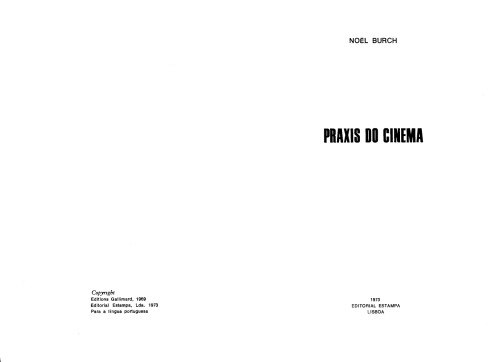 Copyright
Editions Gallimard, 1969
Editorial Estampa, Lda. 1973
Para a língua portuguesa
NOËL BURCH
PRAXIS DO CINEMA
1973
EDITORIAL ESTAMPA
LISBOA